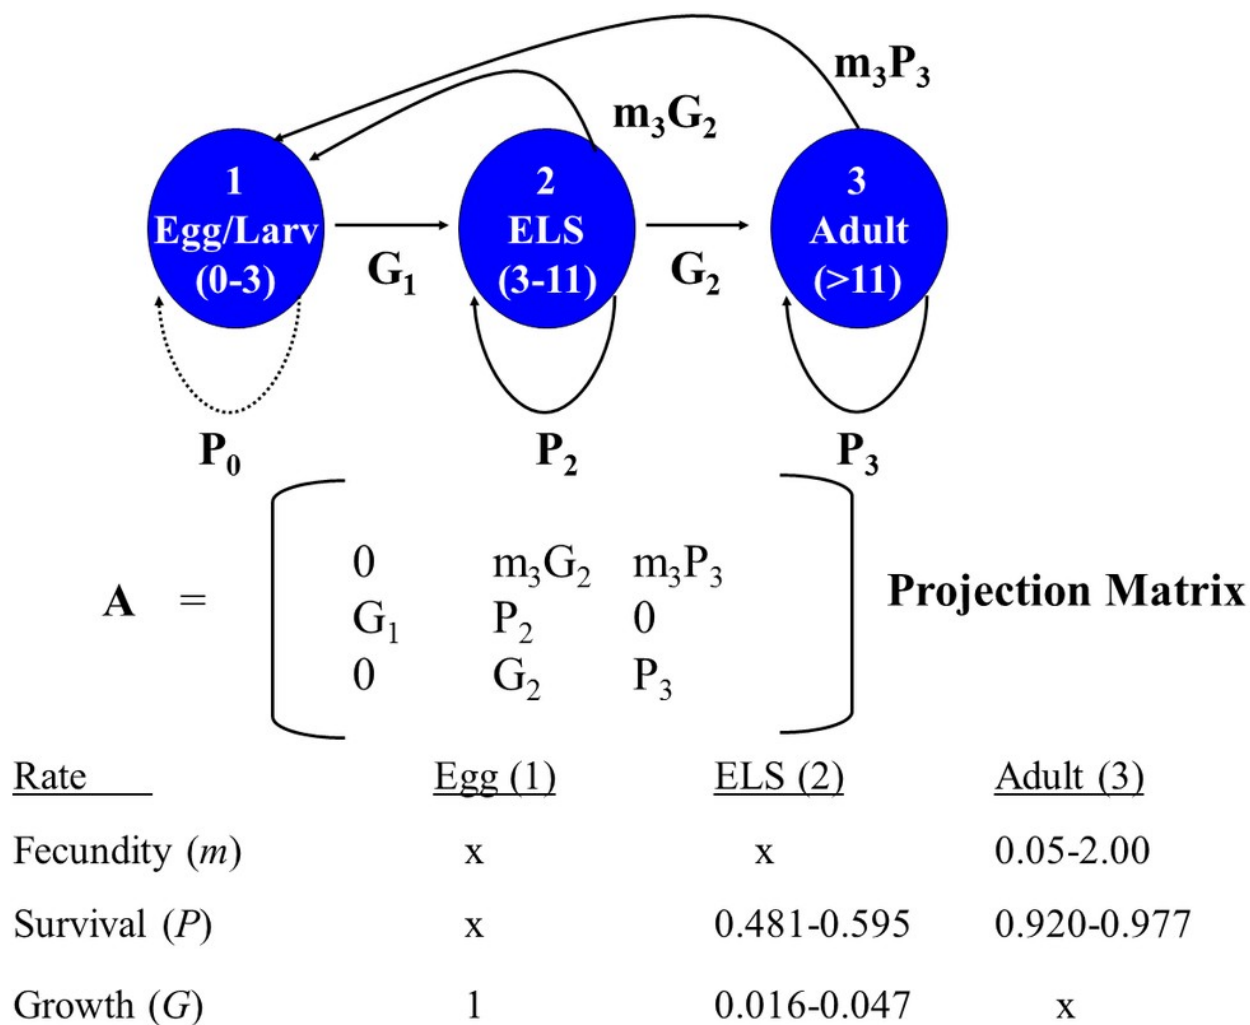 m₃P₃
m₃G₂
1
Egg/Larv
(0-3)
G₁
2
ELS
(3-11)
G₂
3
Adult
(>11)
P₀
P₂
P₃
A = 0 m₃G₂ m₃P₃
G₁ P₂ 0
0 G₂ P₃
Projection Matrix
Rate Egg (1) ELS (2) Adult (3)
Fecundity (m) x x 0.05-2.00
Survival (P) x 0.481-0.595 0.920-0.977
Growth (G) 1 0.016-0.047 x